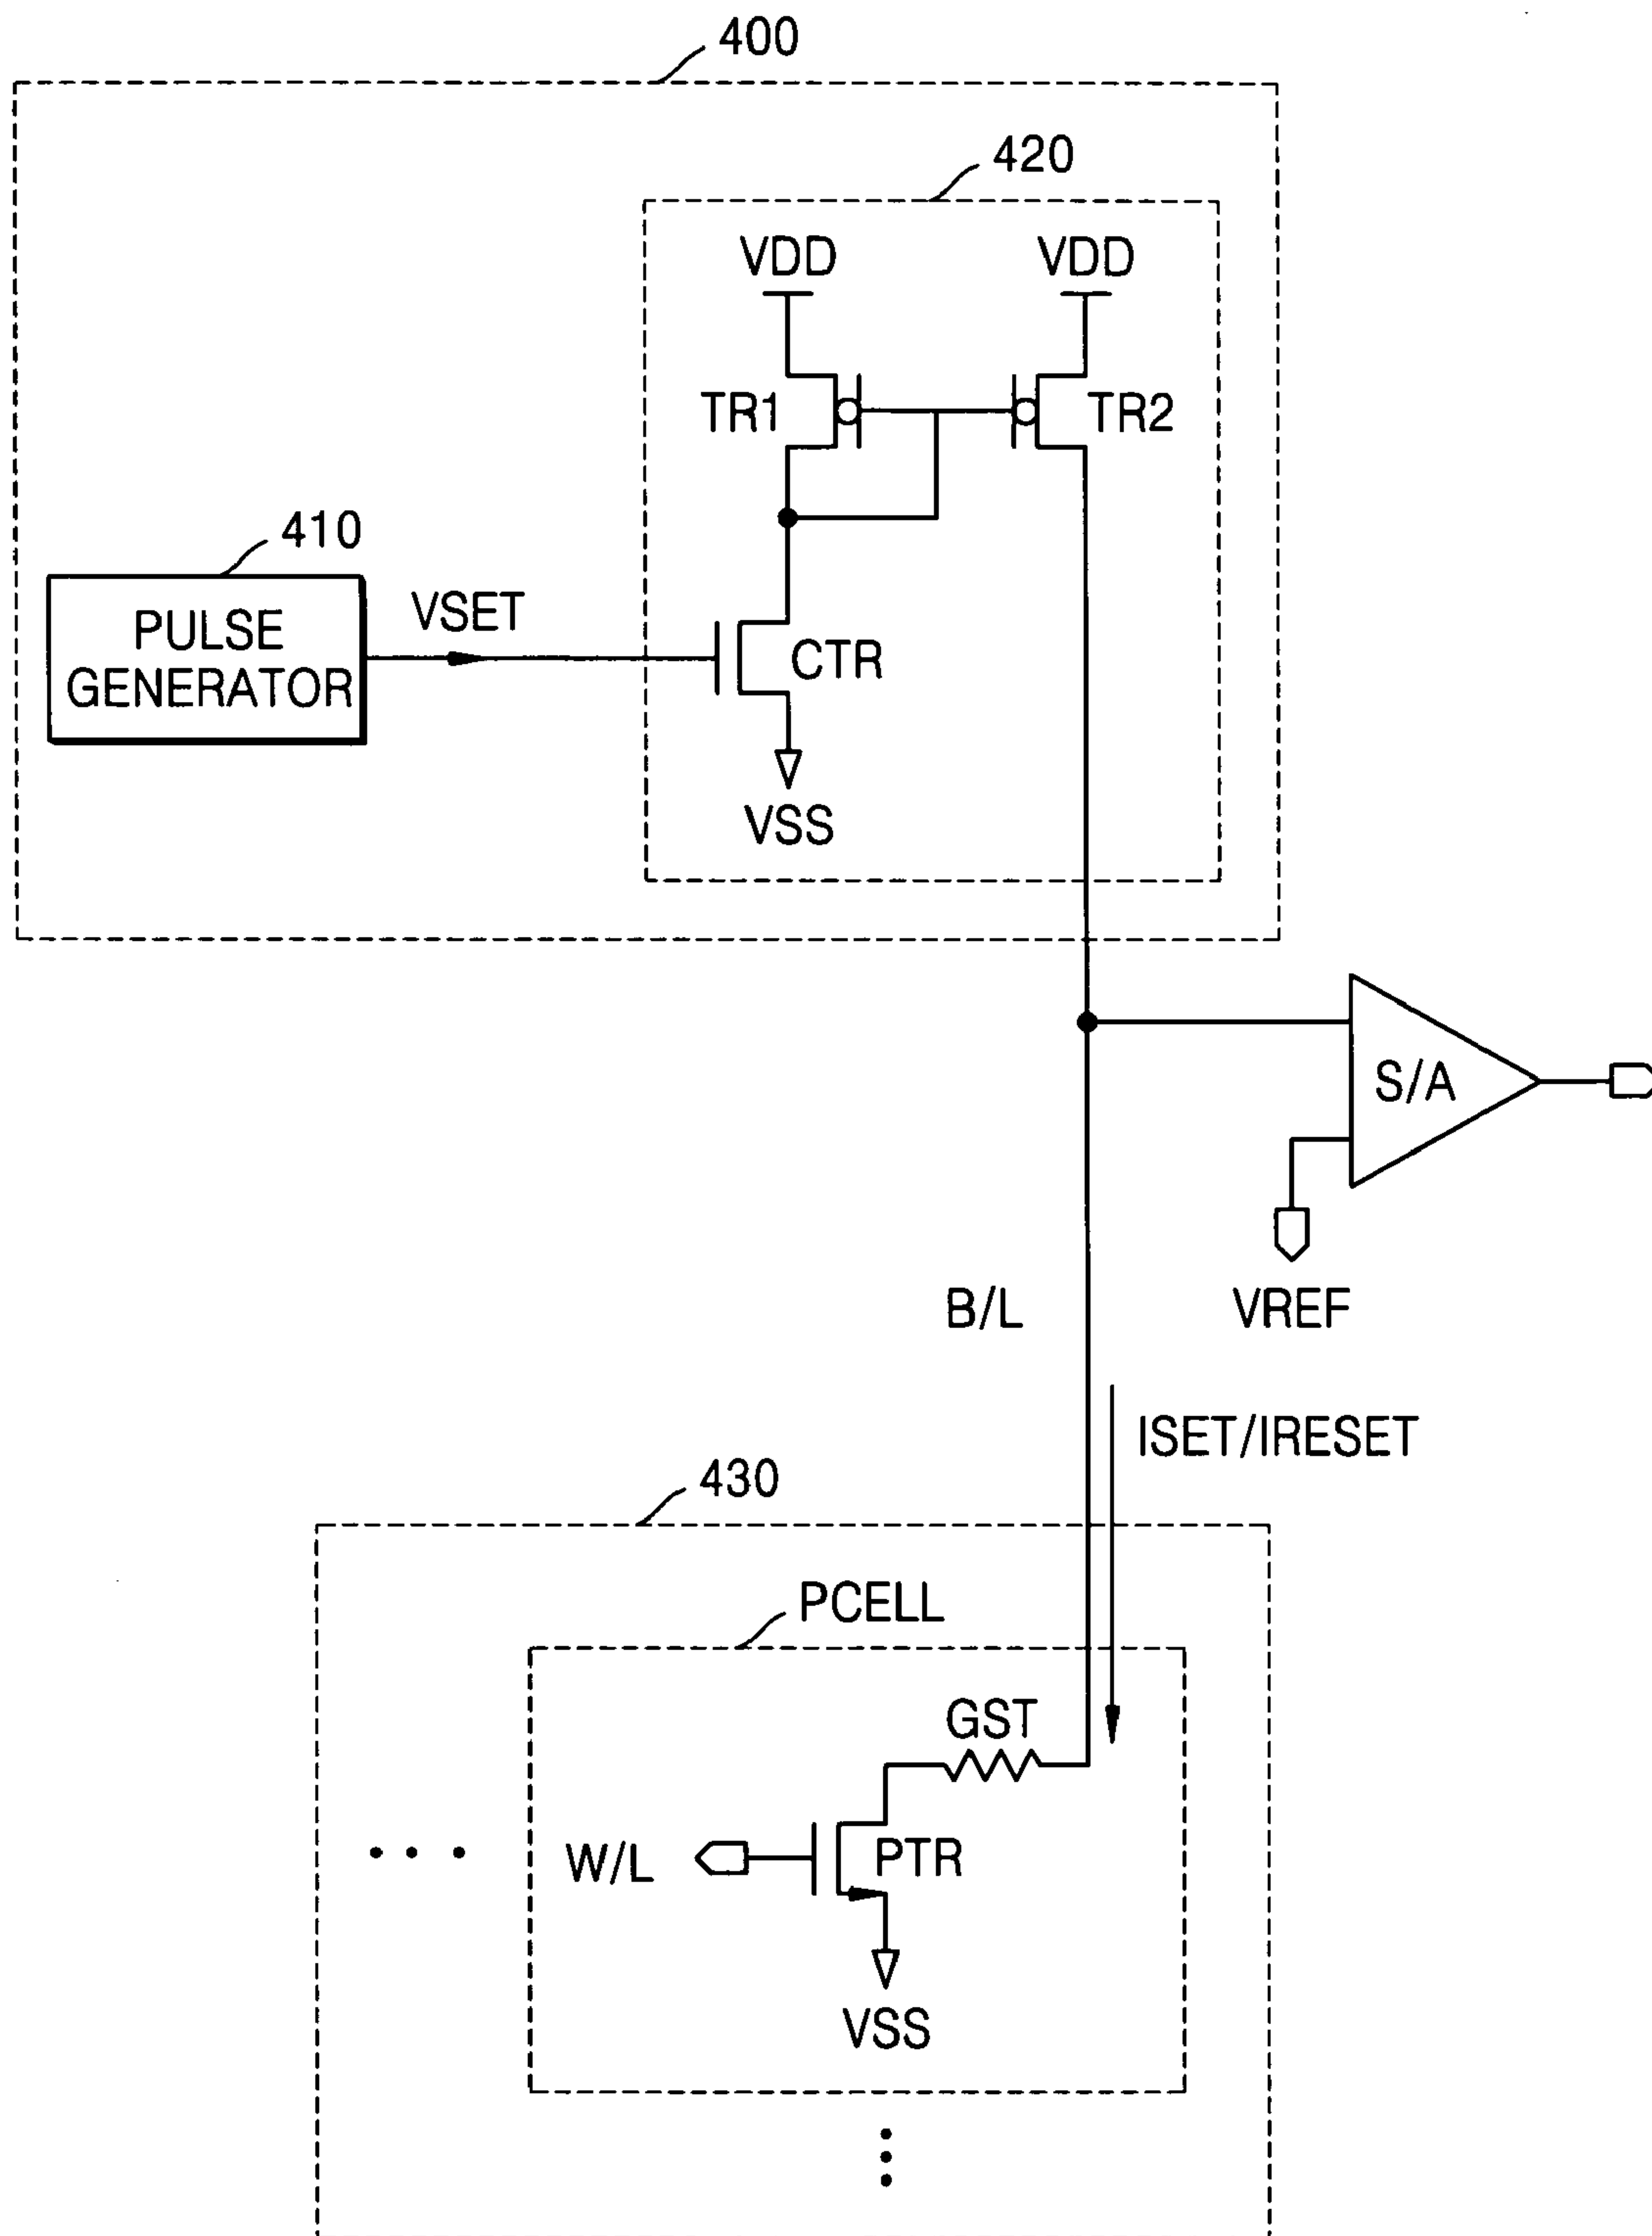 400
420
VDD
VDD
TR1
TR2
410
PULSE
GENERATOR
VSET
CTR
VSS
S/A
B/L
VREF
ISET/IRESET
430
PCELL
GST
W/L
PTR
VSS